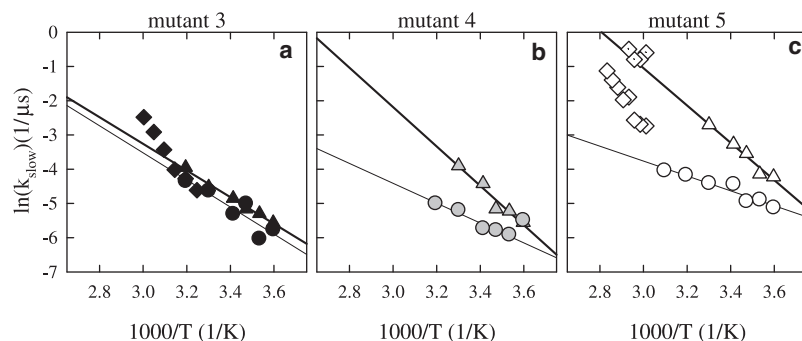 mutant 3
mutant 4
mutant 5
a
b
c
0
-1
-2
-3
-4
-5
-6
-7
ln(k_slow)(1/μs)
2.8 3.0 3.2 3.4 3.6
2.8 3.0 3.2 3.4 3.6
2.8 3.0 3.2 3.4 3.6
1000/T (1/K)
1000/T (1/K)
1000/T (1/K)